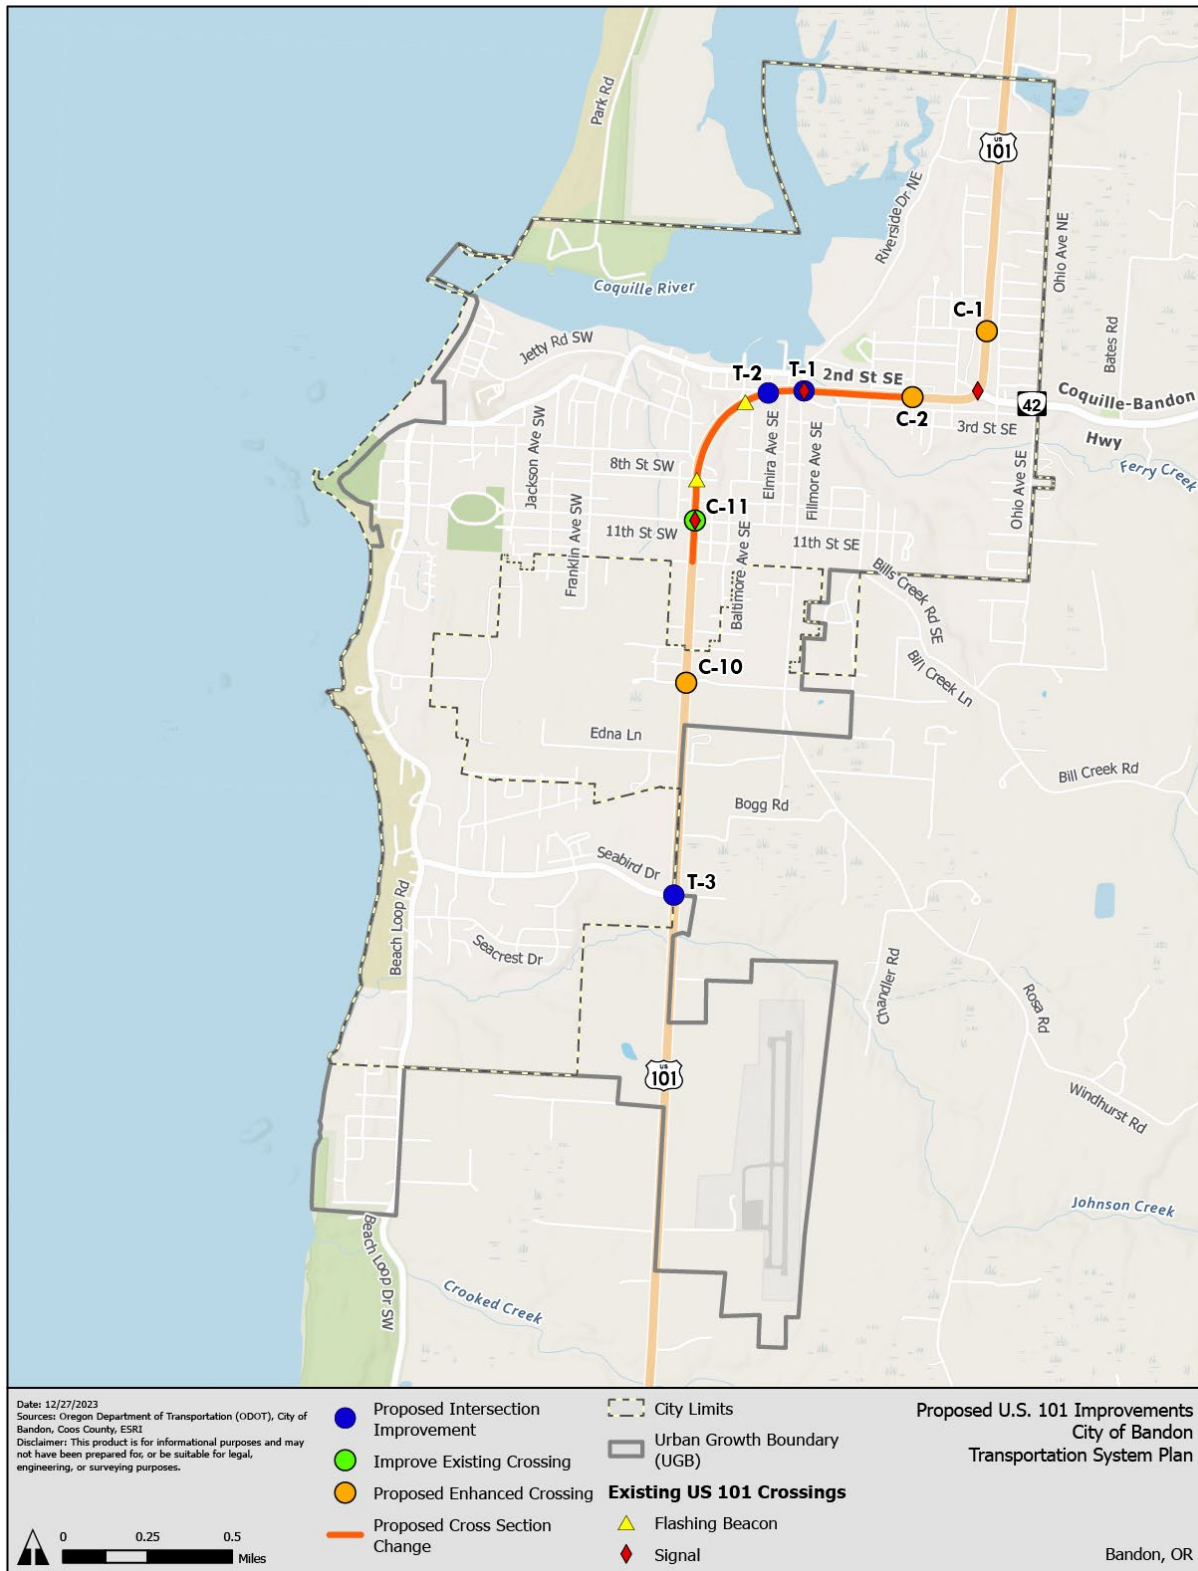 Park Rd
US
101
Riverside Dr NE
Ohio Ave NE
Coquille River
C-1
Bates Rd
Jetty Rd SW
T-2
T-1
2nd St SE
C-2
42
Coquille-Bandon
Hwy
3rd St SE
Jackson Ave SW
8th St SW
Elmira Ave SE
Fillmore Ave SE
Ohio Ave SE
Ferry Creek
Franklin Ave SW
11th St SW
C-11
Baltimore Ave SE
11th St SE
Bills Creek Rd SE
C-10
Bill Creek Ln
Edna Ln
Bill Creek Rd
Bogg Rd
Seabird Dr
T-3
Beach Loop Rd
Seacrest Dr
Chandler Rd
Rosa Rd
US
101
Windhurst Rd
Johnson Creek
Beach Loop Dr SW
Crooked Creek
Date: 12/27/2023
Sources: Oregon Department of Transportation (ODOT), City of
Bandon, Coos County, ESRI
Disclaimer: This product is for informational purposes and may
not have been prepared for, or be suitable for legal,
engineering, or surveying purposes.
0 0.25 0.5
Miles
Proposed Intersection
Improvement
Improve Existing Crossing
Proposed Enhanced Crossing
Proposed Cross Section
Change
City Limits
Urban Growth Boundary
(UGB)
Existing US 101 Crossings
Flashing Beacon
Signal
Proposed U.S. 101 Improvements
City of Bandon
Transportation System Plan
Bandon, OR